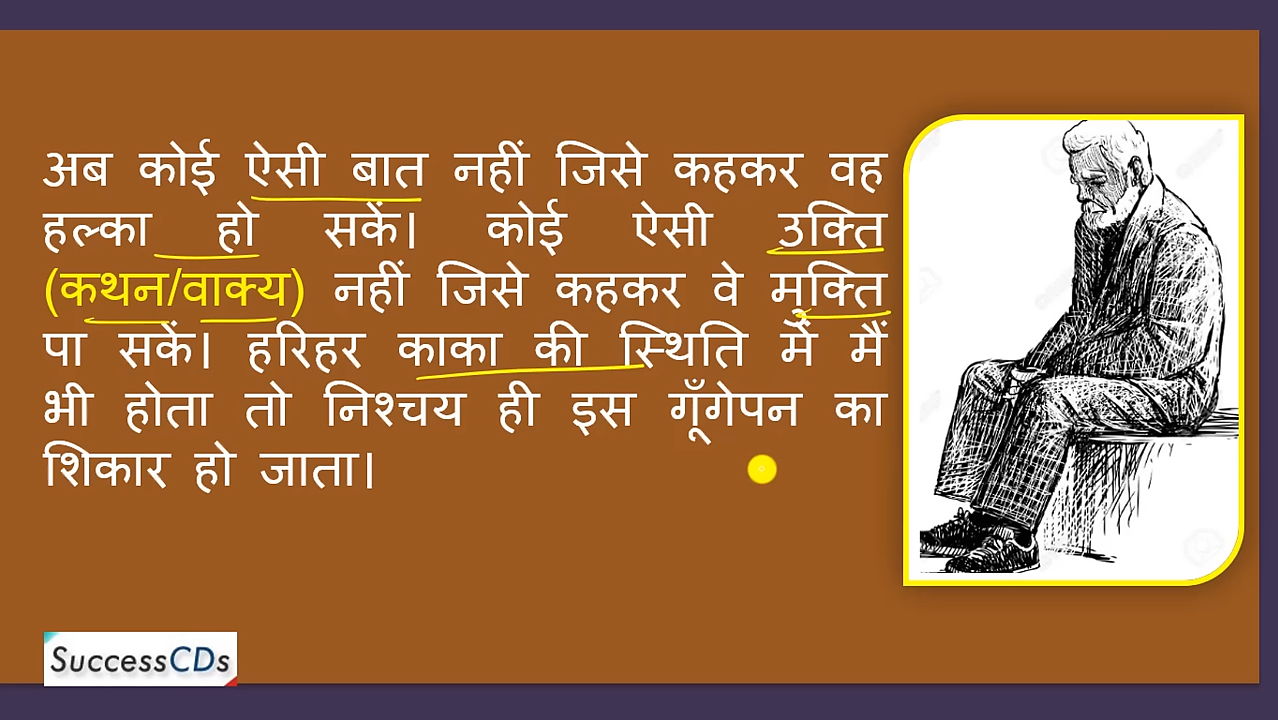 अब कोई ऐसी बात नहीं जिसे कहकर वह
हल्का हो सकें। कोई ऐसी उक्ति
(कथन/वाक्य) नहीं जिसे कहकर वे मुक्ति
पा सकें। हरिहर काका की स्थिति में मैं
भी होता तो निश्चय ही इस गूँगेपन का
शिकार हो जाता।
SuccessCDs